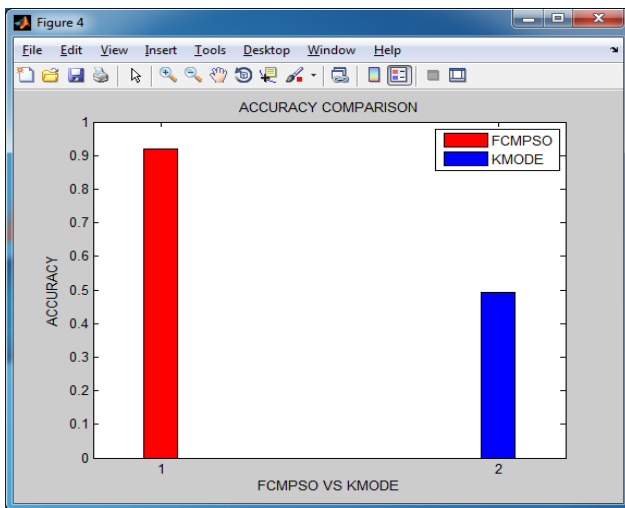 Figure 4
File Edit View Insert Tools Desktop Window Help
ACCURACY COMPARISON
FCMPSO
KMODE
ACCURACY
1
0.9
0.8
0.7
0.6
0.5
0.4
0.3
0.2
0.1
0
1 2
FCMPSO VS KMODE